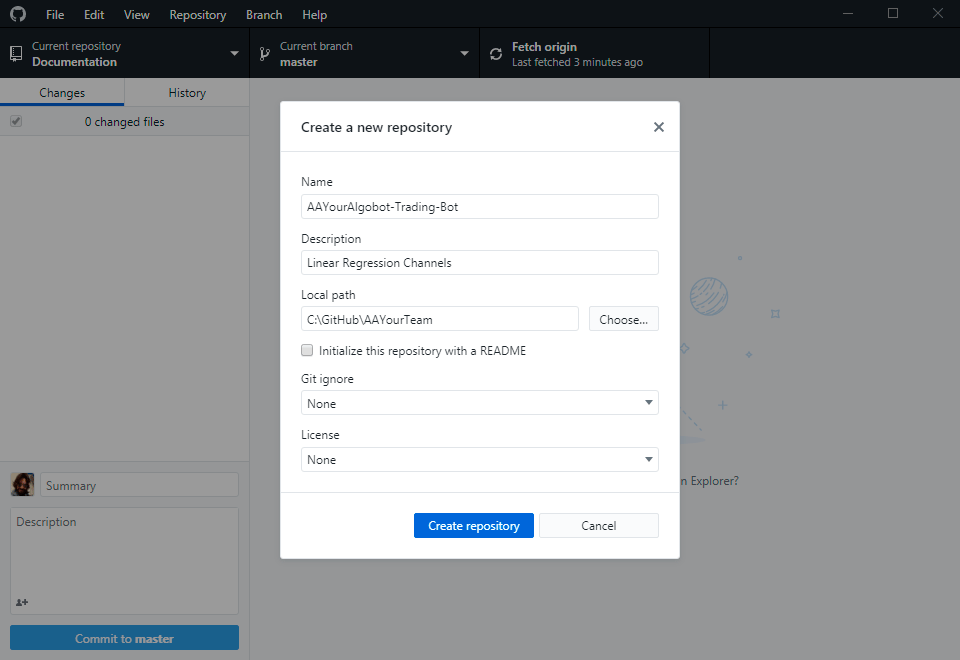 File Edit View Repository Branch Help
Current repository
Documentation
Current branch
master
Fetch origin
Last fetched 3 minutes ago
Changes History
0 changed files
Create a new repository
Name
AAYourAlgobot-Trading-Bot
Description
Linear Regression Channels
Local path
C:\GitHub\AAYourTeam
Choose...
Initialize this repository with a README
Git ignore
None
License
None
Create repository
Cancel
n Explorer?
Summary
Description
Commit to master